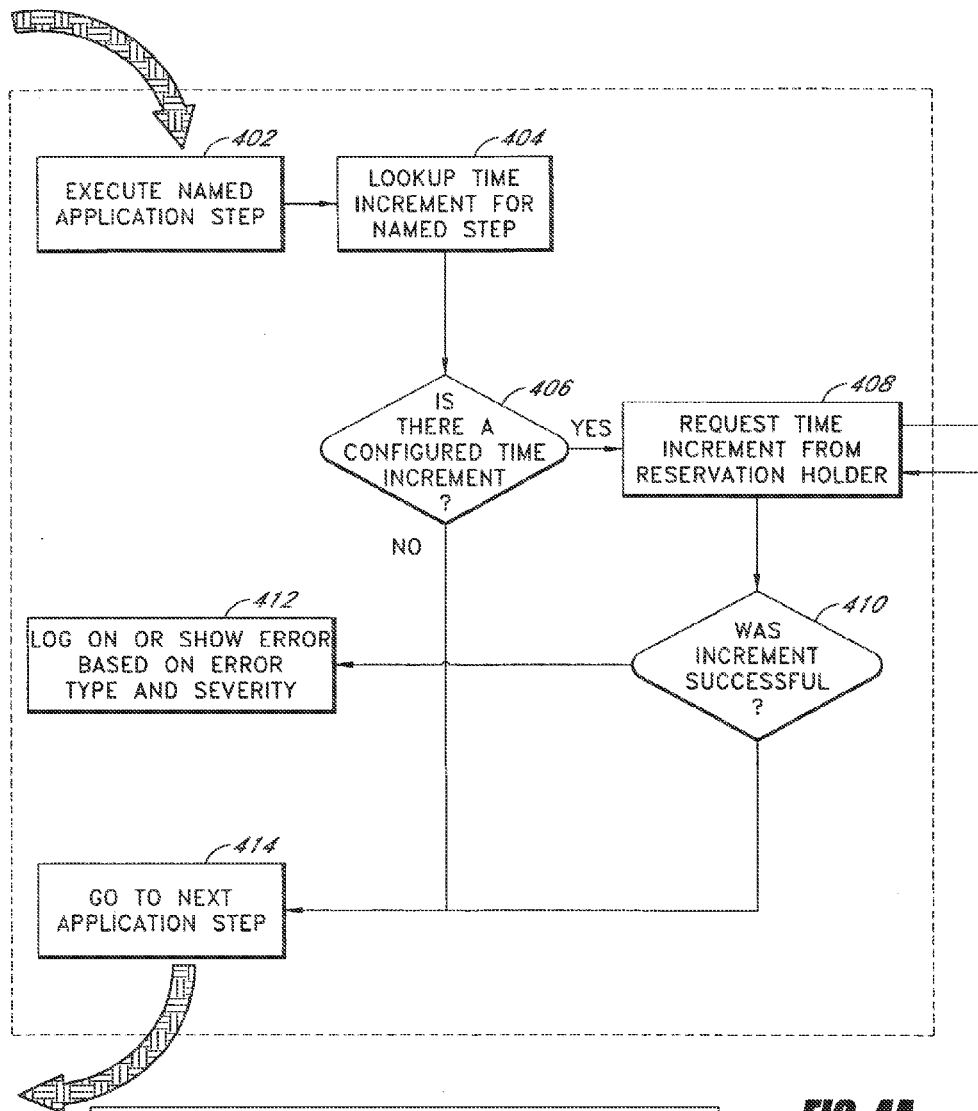 402
EXECUTE NAMED
APPLICATION STEP
404
LOOKUP TIME
INCREMENT FOR
NAMED STEP
406
IS
THERE A
CONFIGURED TIME
INCREMENT
?
YES
NO
408
REQUEST TIME
INCREMENT FROM
RESERVATION HOLDER
410
WAS
INCREMENT
SUCCESSFUL
?
412
LOG ON OR SHOW ERROR
BASED ON ERROR
TYPE AND SEVERITY
414
GO TO NEXT
APPLICATION STEP